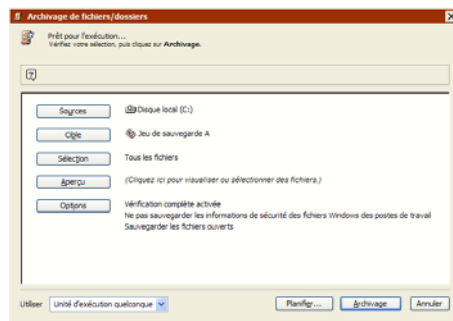 Archivage de fichiers/dossiers
Prêt pour l'exécution...
Vérifiez votre sélection, puis cliquez sur Archivage.
Sources
Disque local (C:)
Cible
Jeu de sauvegarde A
Sélection
Tous les fichiers
Aperçu
(Cliquez ici pour visualiser ou sélectionner des fichiers.)
Options
Vérification complète activée
Ne pas sauvegarder les informations de sécurité des fichiers Windows des postes de travail
Sauvegarder les fichiers ouverts
Utiliser Unité d'exécution quelconque Planifier... Archivage Annuler